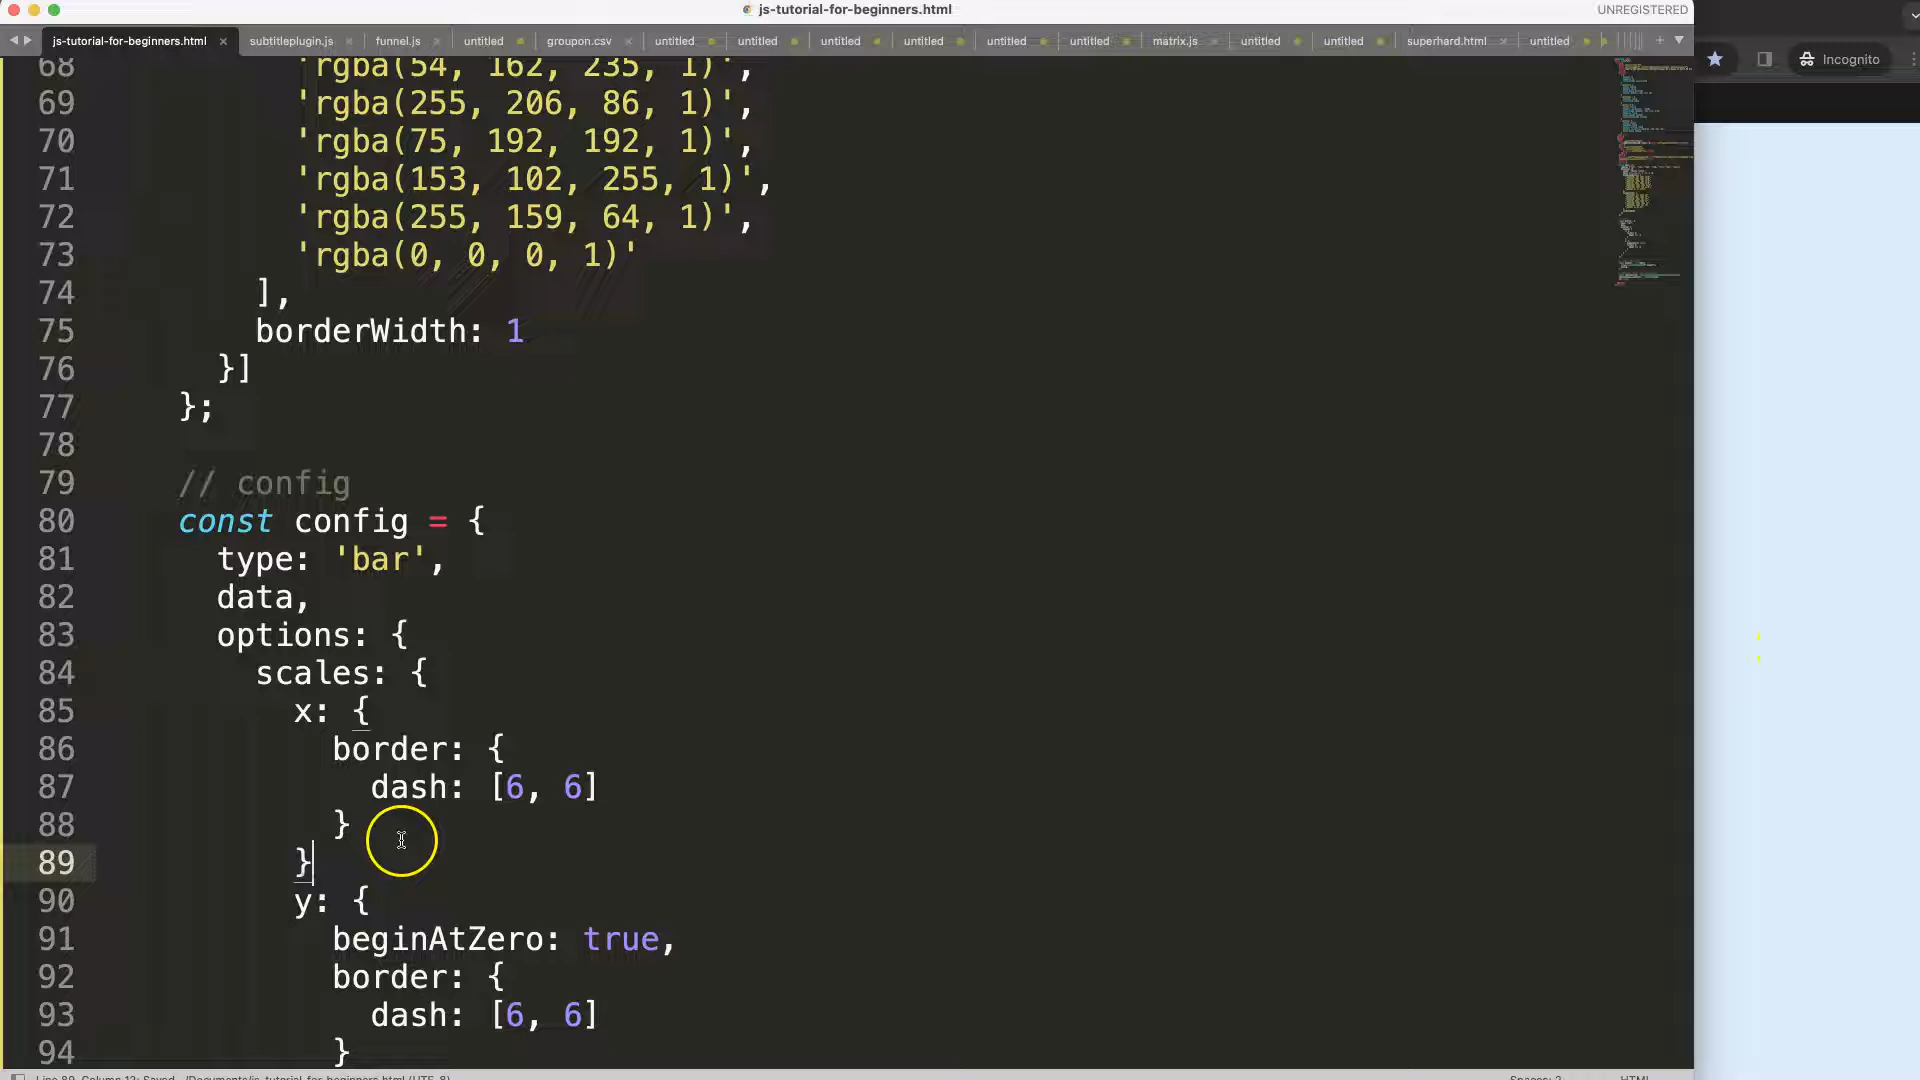 js-tutorial-for-beginners.html
UNREGISTERED
js-tutorial-for-beginners.html × subtitleplugin.js × funnel.js × untitled groupon.csv × untitled untitled untitled untitled untitled untitled matrix.js × untitled untitled superhard.html × untitled + ▼
Incognito
68 'rgba(54, 162, 235, 1)',
69 'rgba(255, 206, 86, 1)',
70 'rgba(75, 192, 192, 1)',
71 'rgba(153, 102, 255, 1)',
72 'rgba(255, 159, 64, 1)',
73 'rgba(0, 0, 0, 1)'
74 ],
75 borderWidth: 1
76 }]
77 };
78
79 // config
80 const config = {
81 type: 'bar',
82 data,
83 options: {
84 scales: {
85 x: {
86 border: {
87 dash: [6, 6]
88 }
89 }
90 y: {
91 beginAtZero: true,
92 border: {
93 dash: [6, 6]
94 }